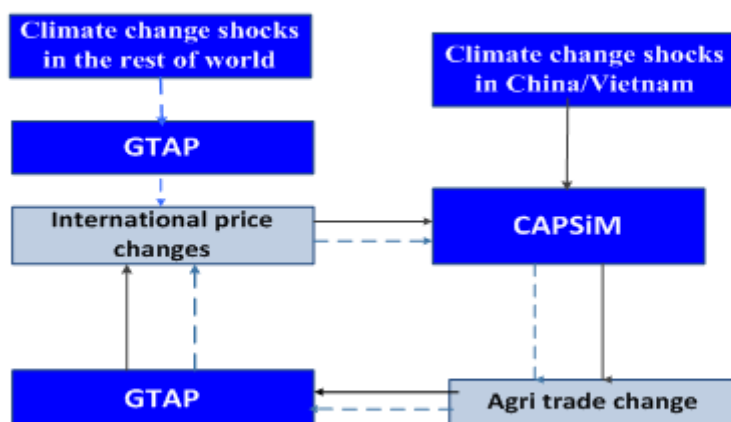 Climate change shocks
in the rest of world
Climate change shocks
in China/Vietnam
GTAP
International price
changes
CAPSiM
GTAP
Agri trade change